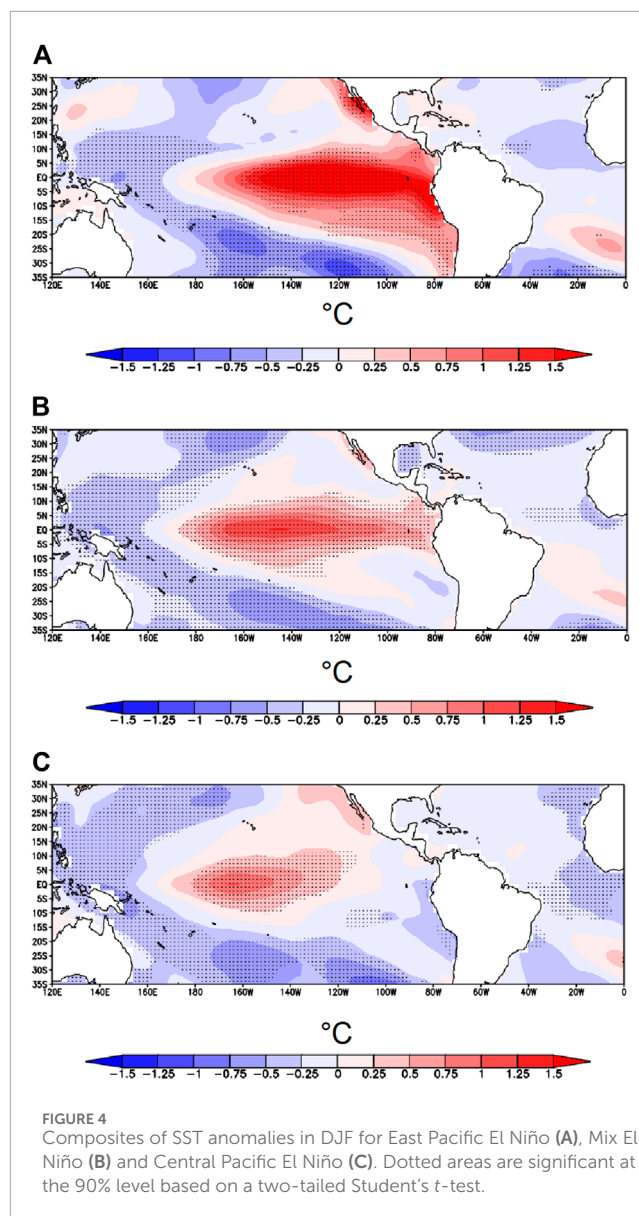 A
35N
30N
25N
20N
15N
10N
5N
EQ
5S
10S
15S
20S
25S
30S
35S
120E 140E 160E 180 160W 140W 120W 100W 80W 60W 40W 20W 0
°C
−1.5 −1.25 −1 −0.75 −0.5 −0.25 0 0.25 0.5 0.75 1 1.25 1.5
B
35N
30N
25N
20N
15N
10N
5N
EQ
5S
10S
15S
20S
25S
30S
35S
120E 140E 160E 180 160W 140W 120W 100W 80W 60W 40W 20W 0
°C
−1.5 −1.25 −1 −0.75 −0.5 −0.25 0 0.25 0.5 0.75 1 1.25 1.5
C
35N
30N
25N
20N
15N
10N
5N
EQ
5S
10S
15S
20S
25S
30S
35S
120E 140E 160E 180 160W 140W 120W 100W 80W 60W 40W 20W 0
°C
−1.5 −1.25 −1 −0.75 −0.5 −0.25 0 0.25 0.5 0.75 1 1.25 1.5
FIGURE 4
Composites of SST anomalies in DJF for East Pacific El Niño (A), Mix El
Niño (B) and Central Pacific El Niño (C). Dotted areas are significant at
the 90% level based on a two-tailed Student’s t-test.